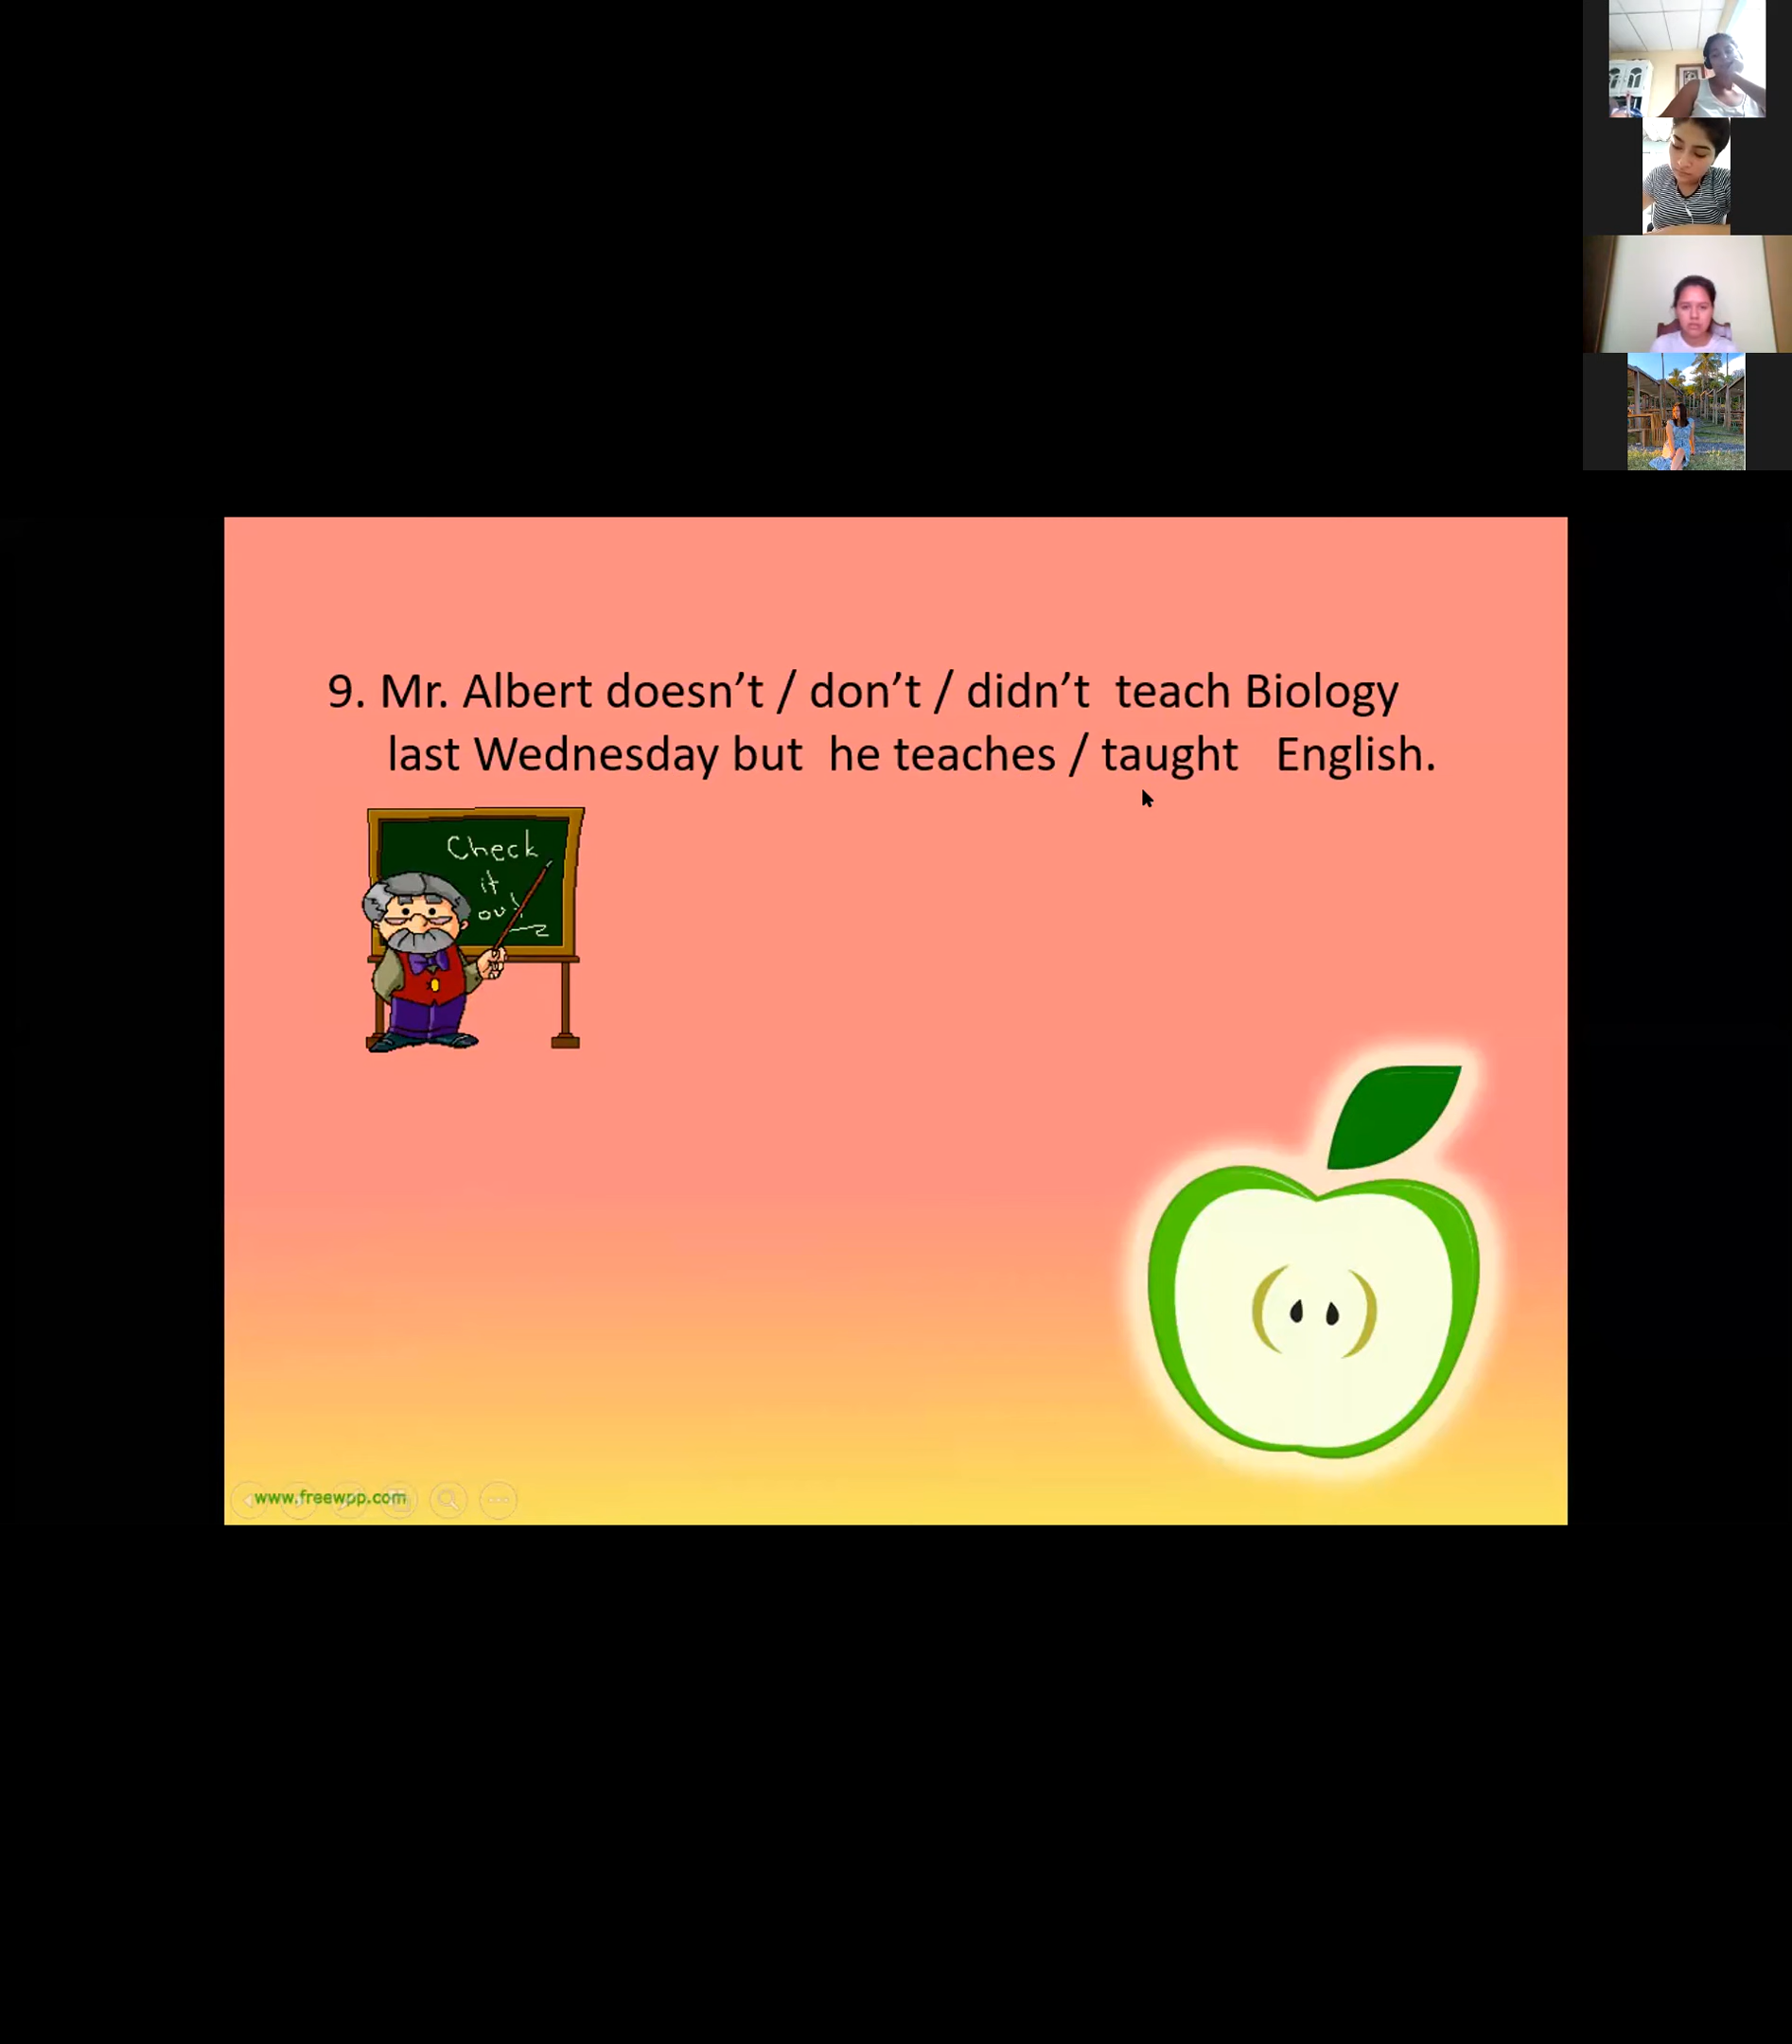 9. Mr. Albert doesn’t / don’t / didn’t teach Biology
last Wednesday but he teaches / taught English.
Check
it
out
www.freewpp.com